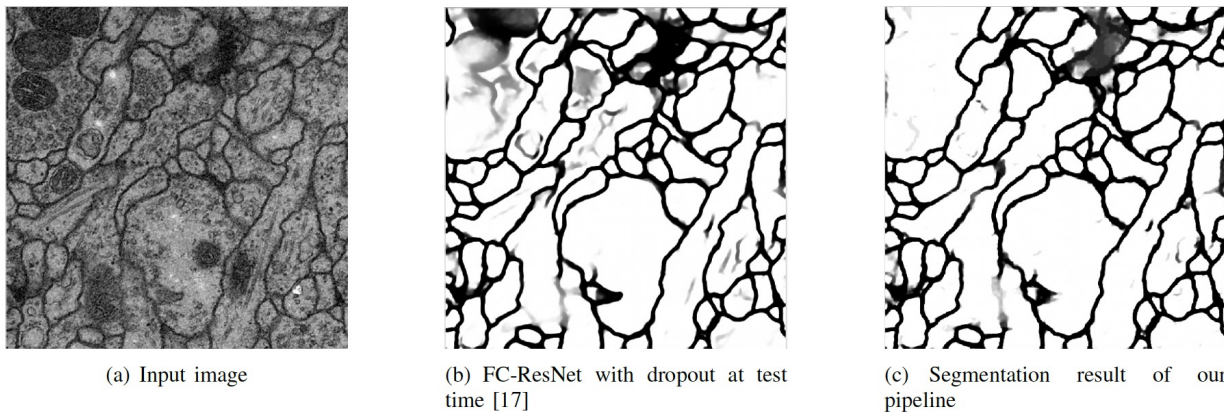 (a) Input image
(b) FC-ResNet with dropout at test
time [17]
(c) Segmentation result of our
pipeline